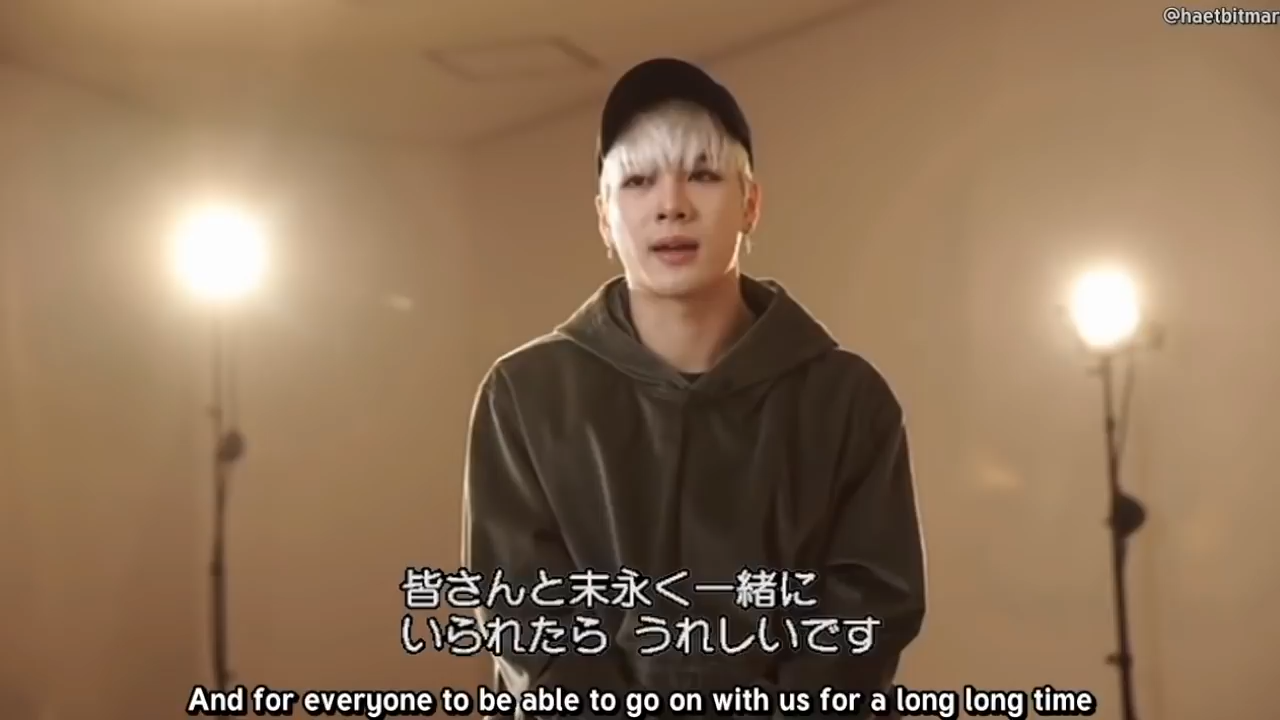 @haetbitmar
皆さんと末永く一緒に
いられたら うれしいです
And for everyone to be able to go on with us for a long long time